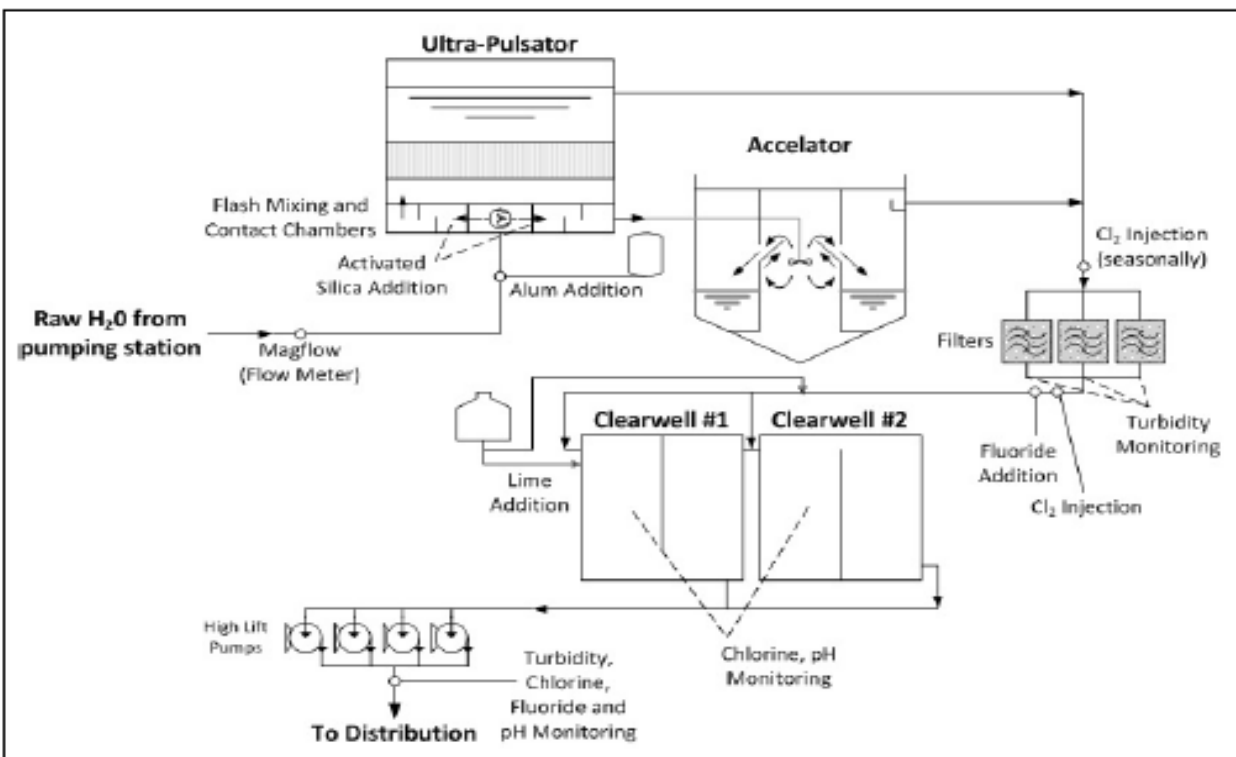 Ultra-Pulsator
Accelator
Flash Mixing and
Contact Chambers
Activated
Silica Addition
Alum Addition
Cl₂ Injection
(seasonally)
Raw H₂0 from
pumping station
Magflow
(Flow Meter)
Filters
Turbidity
Monitoring
Clearwell #1
Clearwell #2
Fluoride
Addition
Cl₂ Injection
Lime
Addition
High Lift
Pumps
Chlorine, pH
Monitoring
Turbidity,
Chlorine,
Fluoride and
pH Monitoring
To Distribution